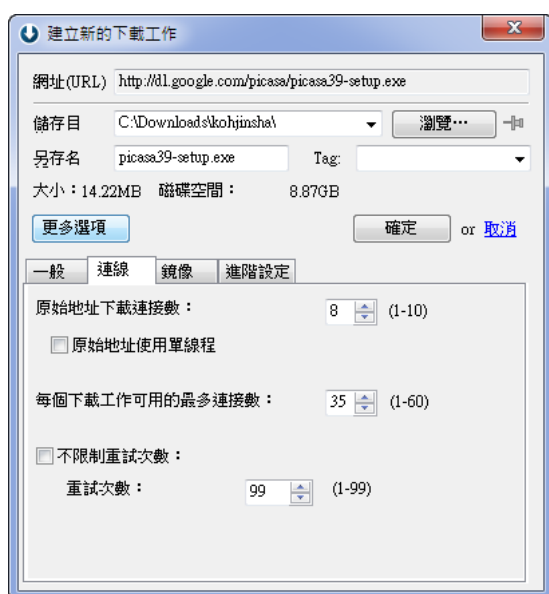 建立新的下載工作
網址(URL) http://dl.google.com/picasa/picasa39-setup.exe
儲存目 C:\Downloads\kohjinsha\ 瀏覽…
另存名 picasa39-setup.exe Tag:
大小：14.22MB 磁碟空間： 8.87GB
更多選項 確定 or 取消
一般 連線 鏡像 進階設定
原始地址下載連接數： 8 (1-10)
原始地址使用單線程
每個下載工作可用的最多連接數： 35 (1-60)
不限制重試次數：
重試次數： 99 (1-99)